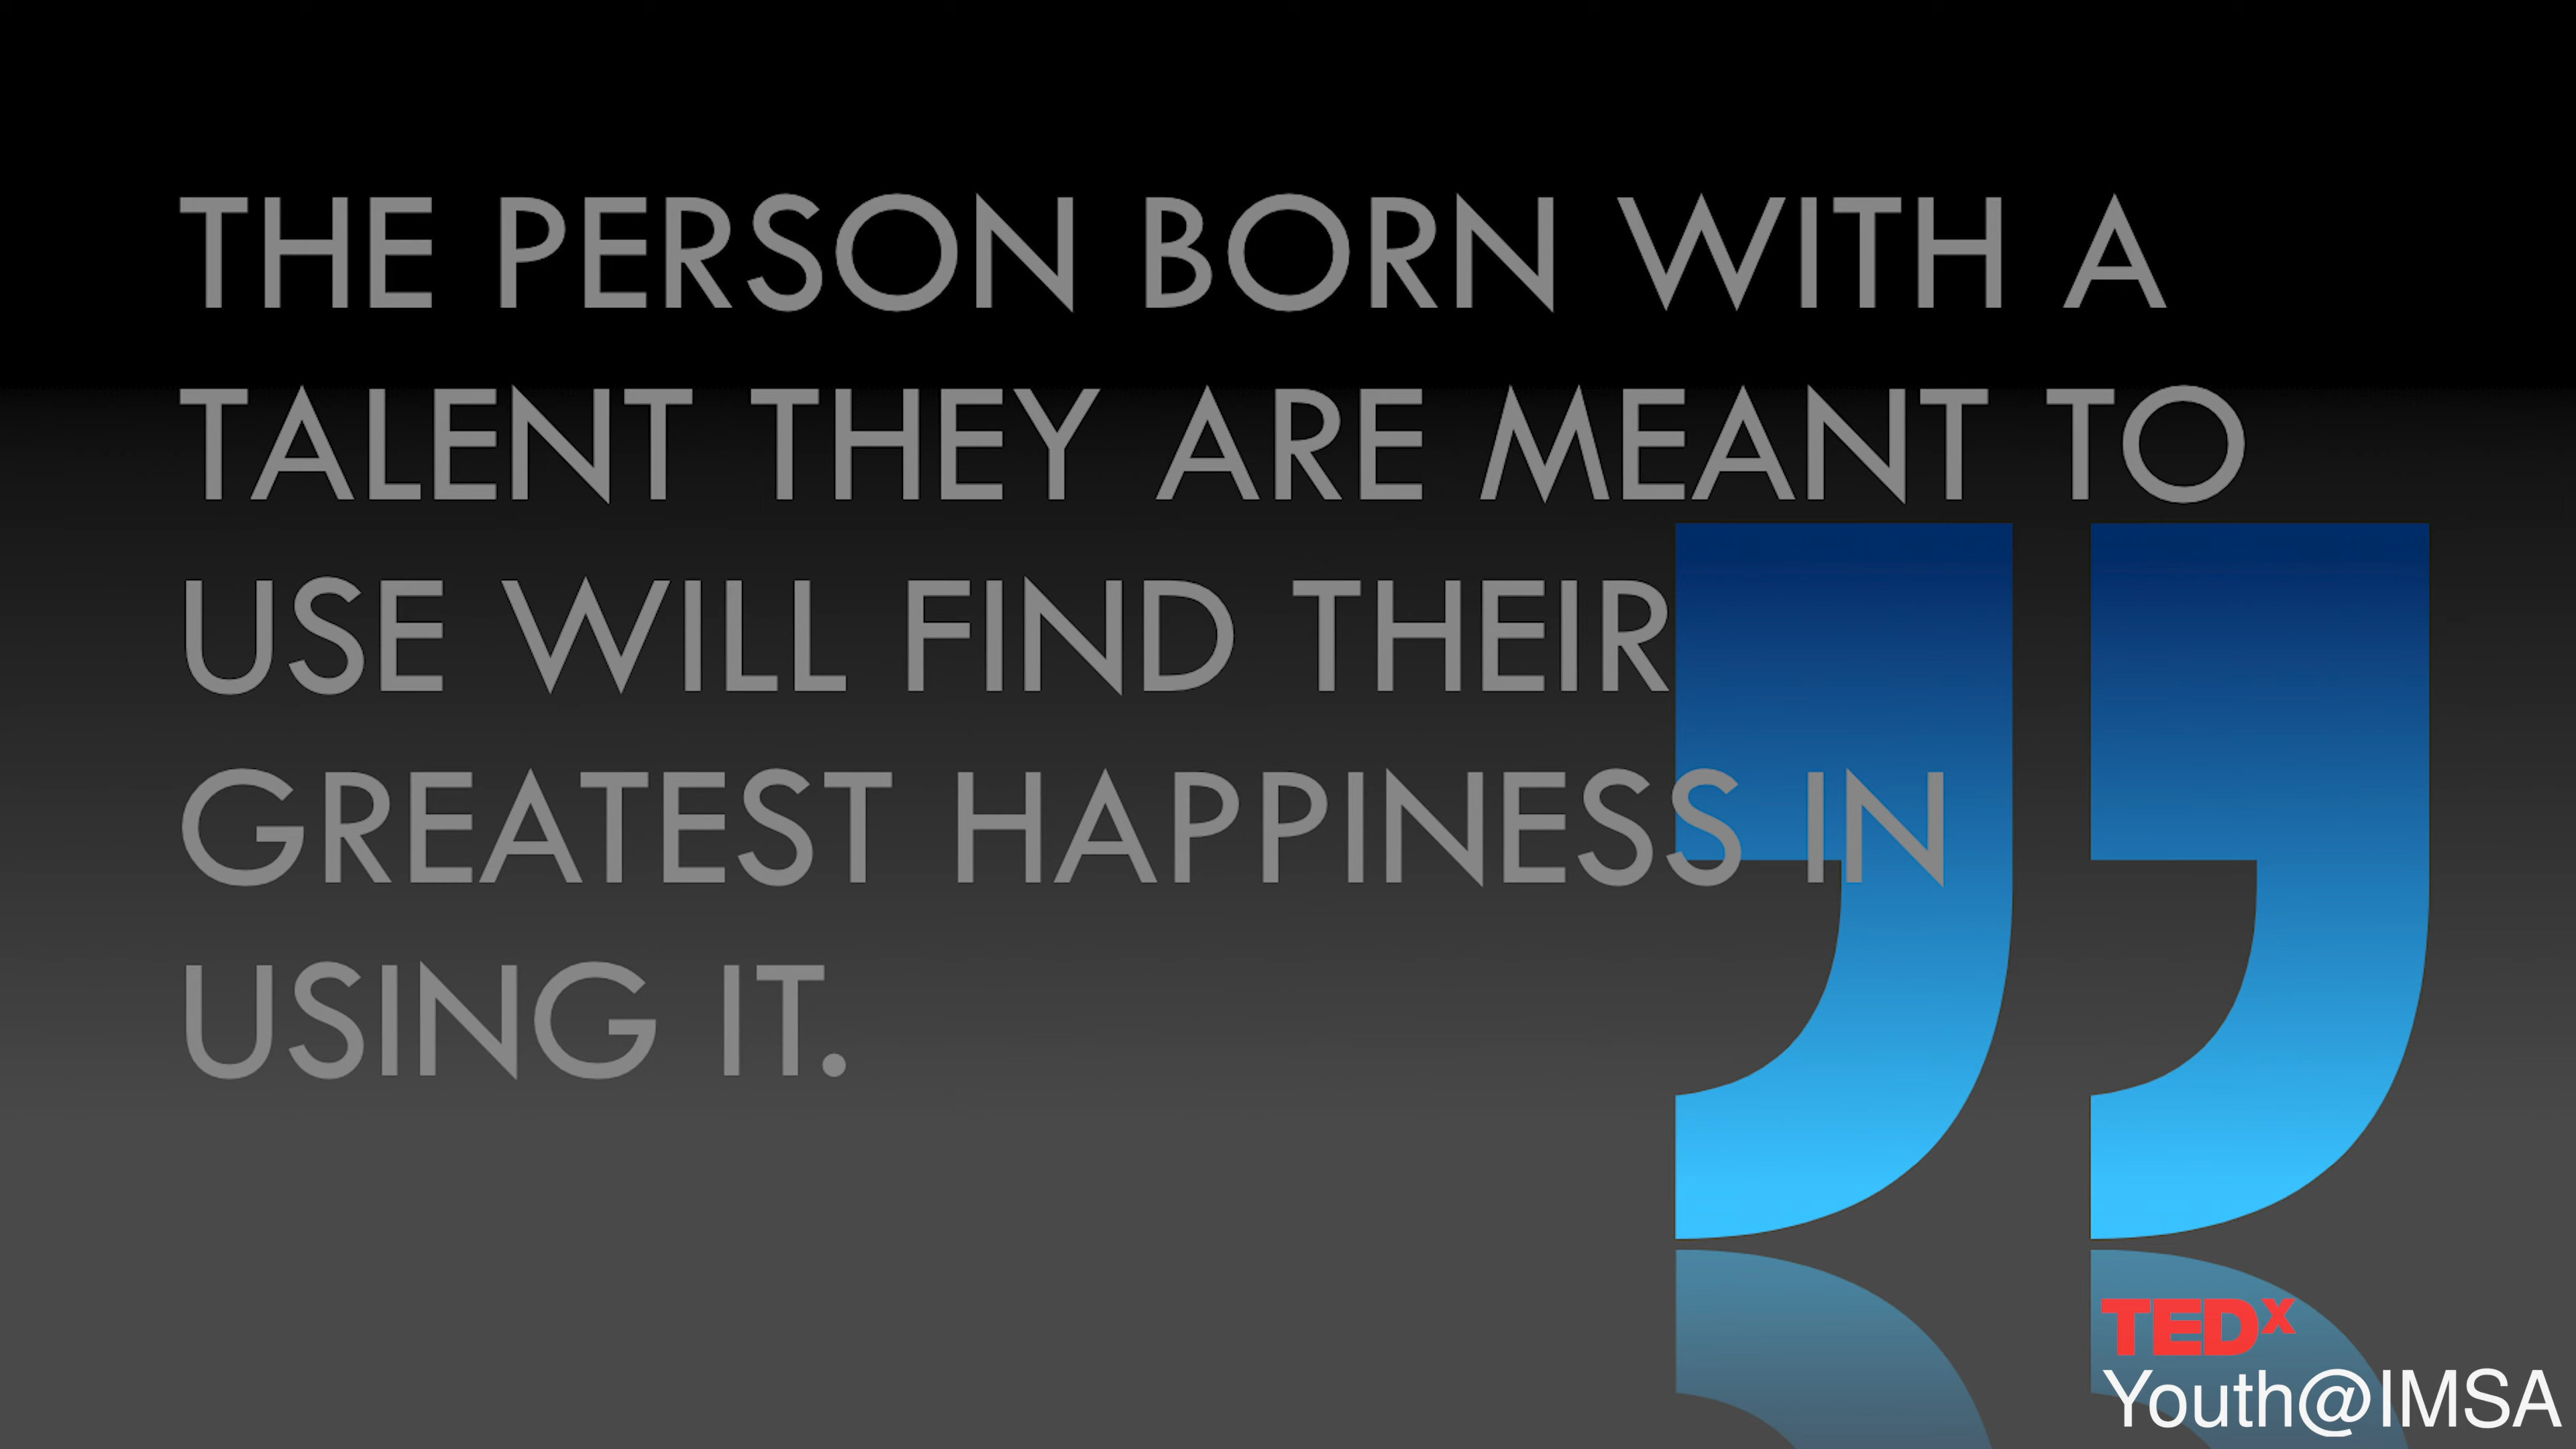 THE PERSON BORN WITH A
TALENT THEY ARE MEANT TO
USE WILL FIND THEIR
GREATEST HAPPINESS IN
USING IT.
TEDx
Youth@IMSA